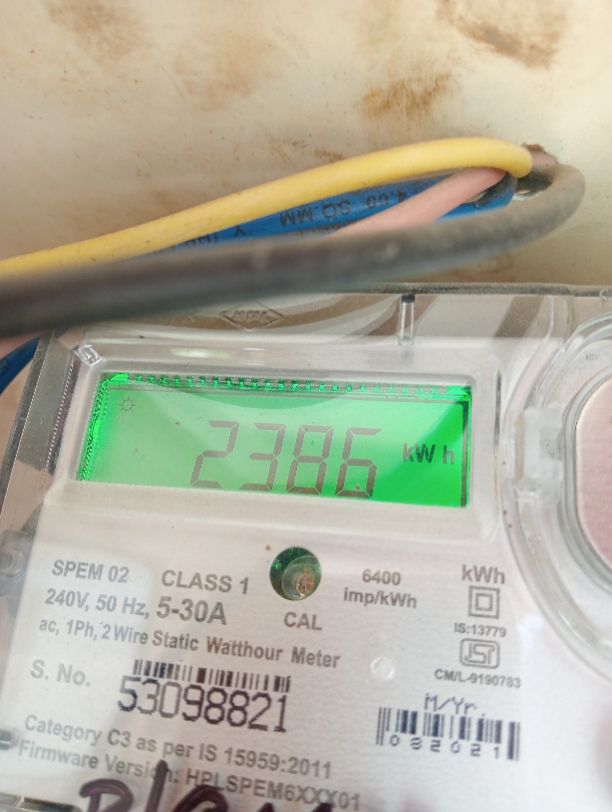 4.00 SQ.MM
HPL
2386 kWh
SPEM 02 CLASS 1
6400
imp/kWh
kWh
240V, 50 Hz, 5-30A
CAL
IS:13779
ISI
ac, 1Ph, 2 Wire Static Watthour Meter
CM/L-9190783
S. No.
53098821
M/Yr.
082021
Category C3 as per IS 15959:2011
Firmware Version: HPLSPEM6XXX01